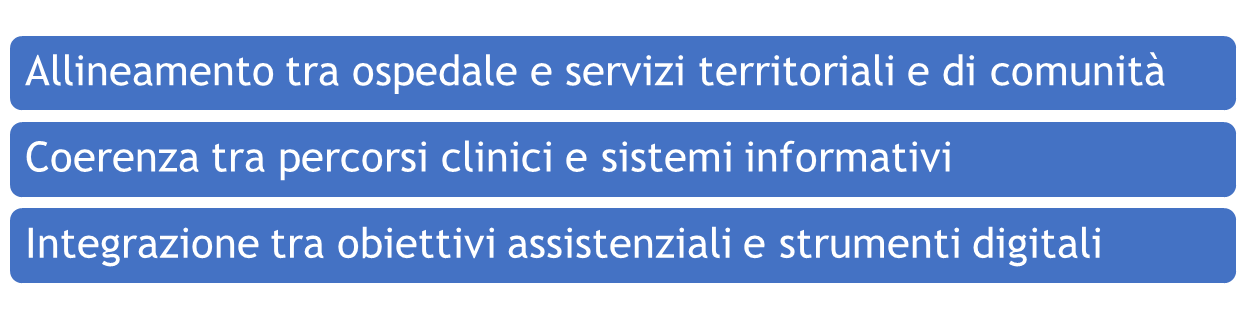 Allineamento tra ospedale e servizi territoriali e di comunità
Coerenza tra percorsi clinici e sistemi informativi
Integrazione tra obiettivi assistenziali e strumenti digitali